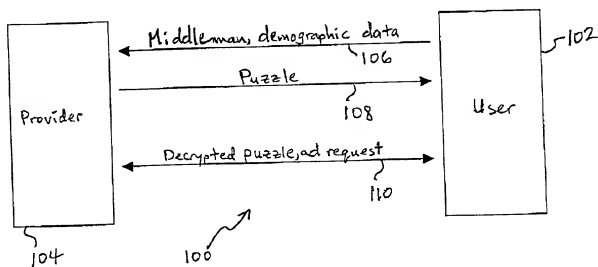 Middleman, demographic data
102
106
Puzzle
Provider
User
108
Decrypted puzzle, ad request
110
104
100